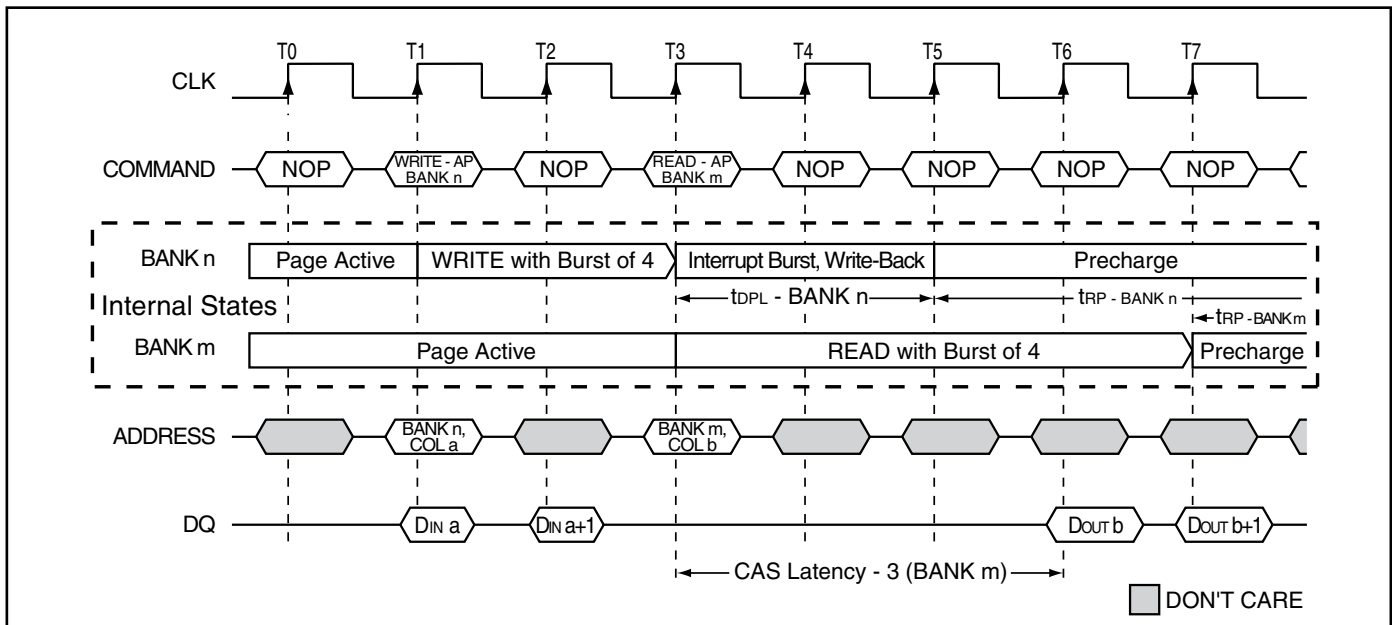 T0 T1 T2 T3 T4 T5 T6 T7
CLK
COMMAND NOP WRITE - AP BANK n NOP READ - AP BANK m NOP NOP NOP NOP
BANK n Page Active WRITE with Burst of 4 Interrupt Burst, Write-Back Precharge
Internal States tDPL - BANK n tRP - BANK n
tRP - BANK m
BANK m Page Active READ with Burst of 4 Precharge
ADDRESS BANK n, COL a BANK m, COL b
DQ DIN a DIN a+1 DOUT b DOUT b+1
CAS Latency - 3 (BANK m)
DON'T CARE